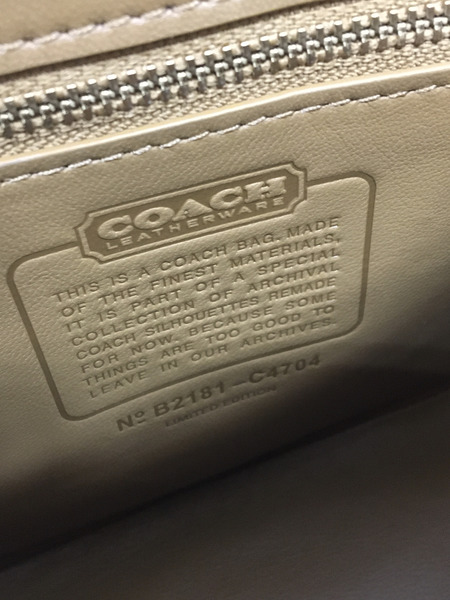 COACH
LEATHERWARE
THIS IS A COACH BAG. MADE
OF THE FINEST MATERIALS,
IT IS PART OF A SPECIAL
COLLECTION OF ARCHIVAL
COACH SILHOUETTES REMADE
FOR NOW. BECAUSE SOME
THINGS ARE TOO GOOD TO
LEAVE IN OUR ARCHIVES.
Nº B2181-C4704
LIMITED EDITION